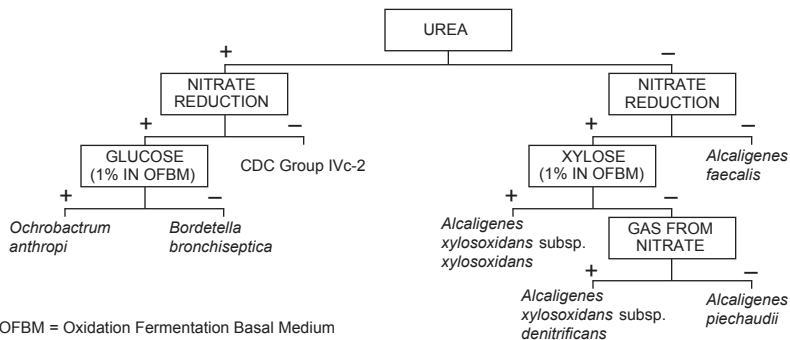 UREA
+
–
NITRATE
REDUCTION
NITRATE
REDUCTION
+
–
+
–
GLUCOSE
(1% IN OFBM)
CDC Group IVc-2
XYLOSE
(1% IN OFBM)
Alcaligenes
faecalis
+
–
+
–
Ochrobactrum
anthropi
Bordetella
bronchiseptica
Alcaligenes
xylosoxidans subsp.
xylosoxidans
GAS FROM
NITRATE
+
–
Alcaligenes
xylosoxidans subsp.
denitrificans
Alcaligenes
piechaudii
OFBM = Oxidation Fermentation Basal Medium